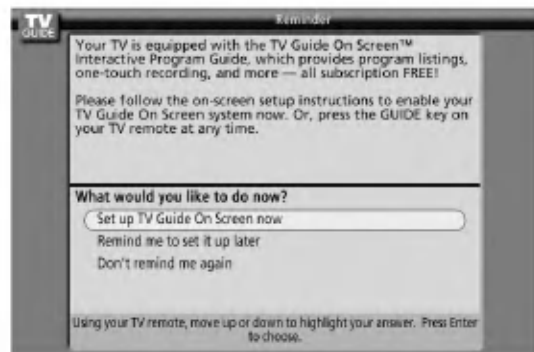 TV
GUIDE
Reminder
Your TV is equipped with the TV Guide On Screen™
Interactive Program Guide, which provides program listings,
one-touch recording, and more — all subscription FREE!
Please follow the on-screen setup instructions to enable your
TV Guide On Screen system now. Or, press the GUIDE key on
your TV remote at any time.
What would you like to do now?
Set up TV Guide On Screen now
Remind me to set it up later
Don't remind me again
Using your TV remote, move up or down to highlight your answer. Press Enter
to choose.